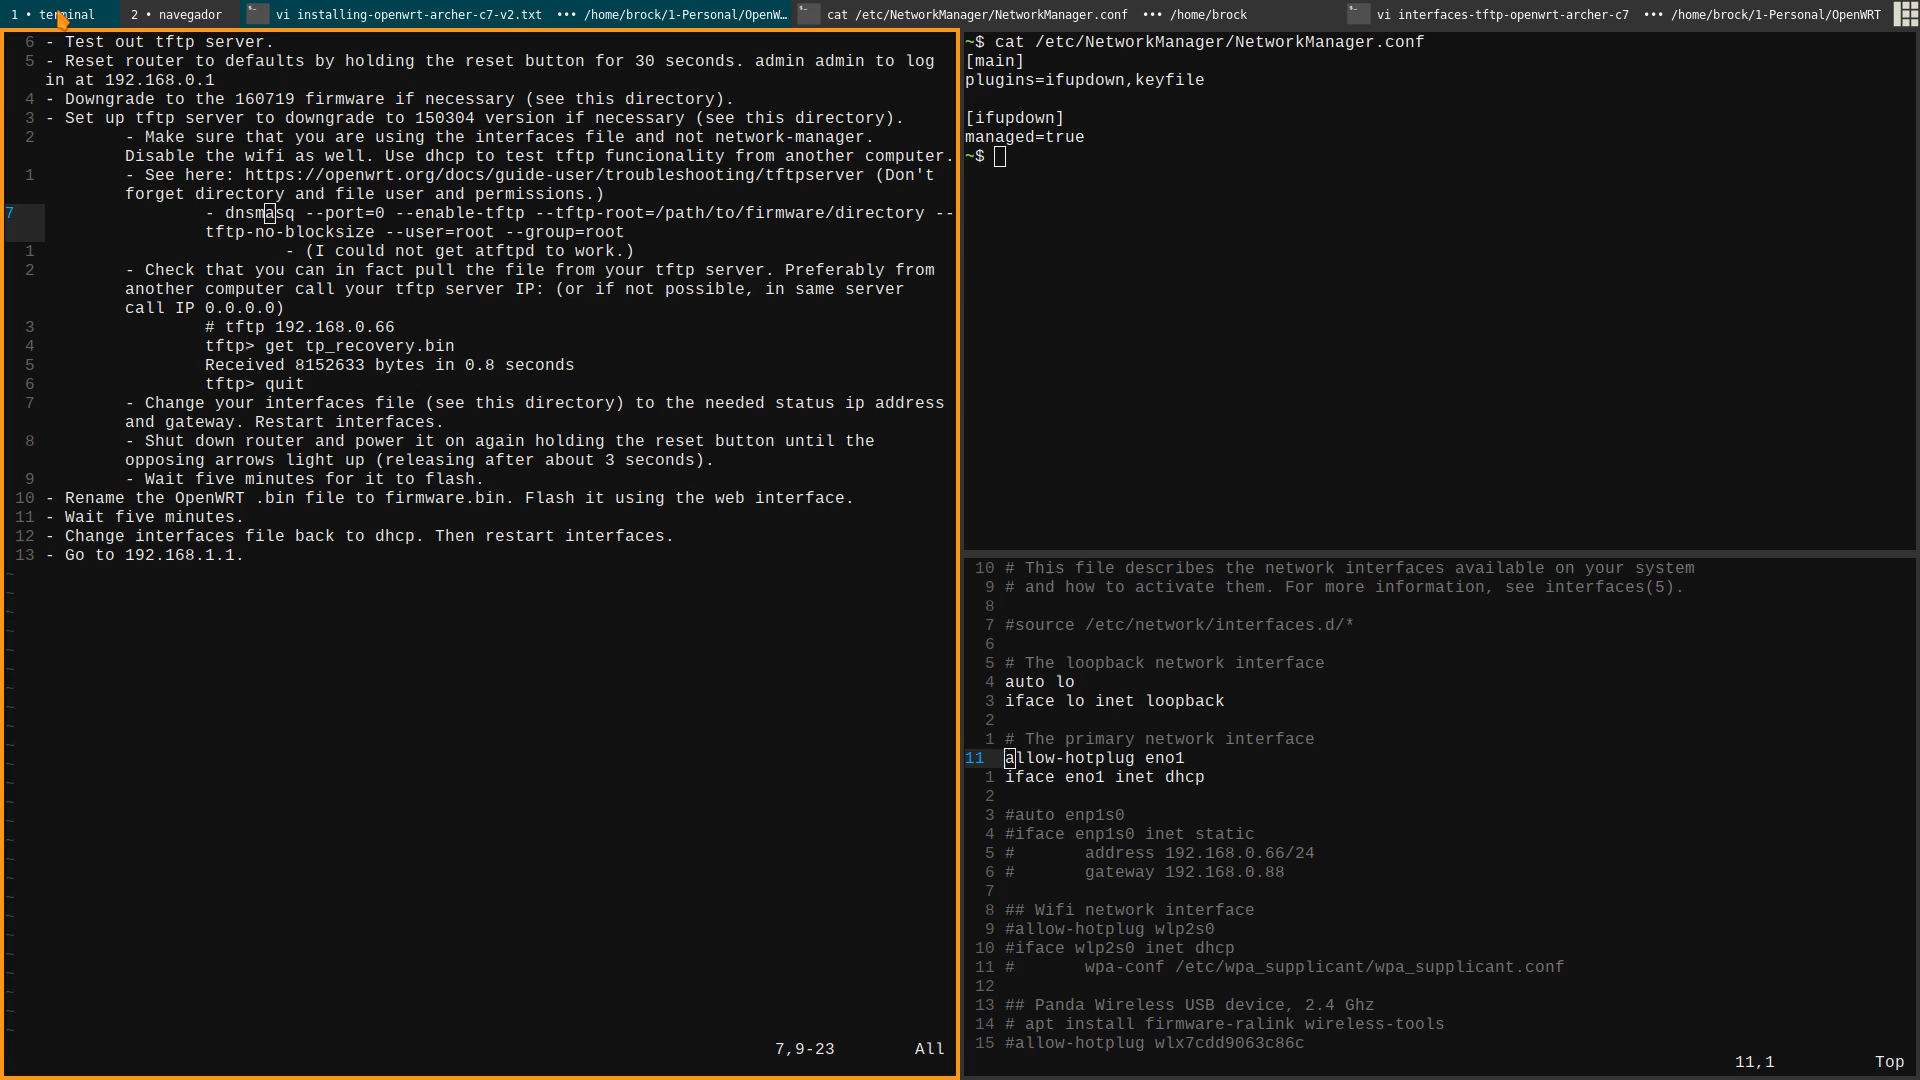 1 • terminal
2 • navegador
vi installing-openwrt-archer-c7-v2.txt ••• /home/brock/1-Personal/OpenW…
cat /etc/NetworkManager/NetworkManager.conf ••• /home/brock
vi interfaces-tftp-openwrt-archer-c7 ••• /home/brock/1-Personal/OpenWRT
6 - Test out tftp server.
5 - Reset router to defaults by holding the reset button for 30 seconds. admin admin to log
in at 192.168.0.1
4 - Downgrade to the 160719 firmware if necessary (see this directory).
3 - Set up tftp server to downgrade to 150304 version if necessary (see this directory).
2 - Make sure that you are using the interfaces file and not network-manager.
Disable the wifi as well. Use dhcp to test tftp funcionality from another computer.
1 - See here: https://openwrt.org/docs/guide-user/troubleshooting/tftpserver (Don't
forget directory and file user and permissions.)
7 - dnsmasq --port=0 --enable-tftp --tftp-root=/path/to/firmware/directory --
tftp-no-blocksize --user=root --group=root
1 - (I could not get atftpd to work.)
2 - Check that you can in fact pull the file from your tftp server. Preferably from
another computer call your tftp server IP: (or if not possible, in same server
call IP 0.0.0.0)
3 # tftp 192.168.0.66
4 tftp> get tp_recovery.bin
5 Received 8152633 bytes in 0.8 seconds
6 tftp> quit
7 - Change your interfaces file (see this directory) to the needed status ip address
and gateway. Restart interfaces.
8 - Shut down router and power it on again holding the reset button until the
opposing arrows light up (releasing after about 3 seconds).
9 - Wait five minutes for it to flash.
10 - Rename the OpenWRT .bin file to firmware.bin. Flash it using the web interface.
11 - Wait five minutes.
12 - Change interfaces file back to dhcp. Then restart interfaces.
13 - Go to 192.168.1.1.
7,9-23 All
~$ cat /etc/NetworkManager/NetworkManager.conf
[main]
plugins=ifupdown,keyfile
[ifupdown]
managed=true
~$
10 # This file describes the network interfaces available on your system
9 # and how to activate them. For more information, see interfaces(5).
8
7 #source /etc/network/interfaces.d/*
6
5 # The loopback network interface
4 auto lo
3 iface lo inet loopback
2
1 # The primary network interface
11 allow-hotplug eno1
1 iface eno1 inet dhcp
2
3 #auto enp1s0
4 #iface enp1s0 inet static
5 # address 192.168.0.66/24
6 # gateway 192.168.0.88
7
8 ## Wifi network interface
9 #allow-hotplug wlp2s0
10 #iface wlp2s0 inet dhcp
11 # wpa-conf /etc/wpa_supplicant/wpa_supplicant.conf
12
13 ## Panda Wireless USB device, 2.4 Ghz
14 # apt install firmware-ralink wireless-tools
15 #allow-hotplug wlx7cdd9063c86c
11,1 Top